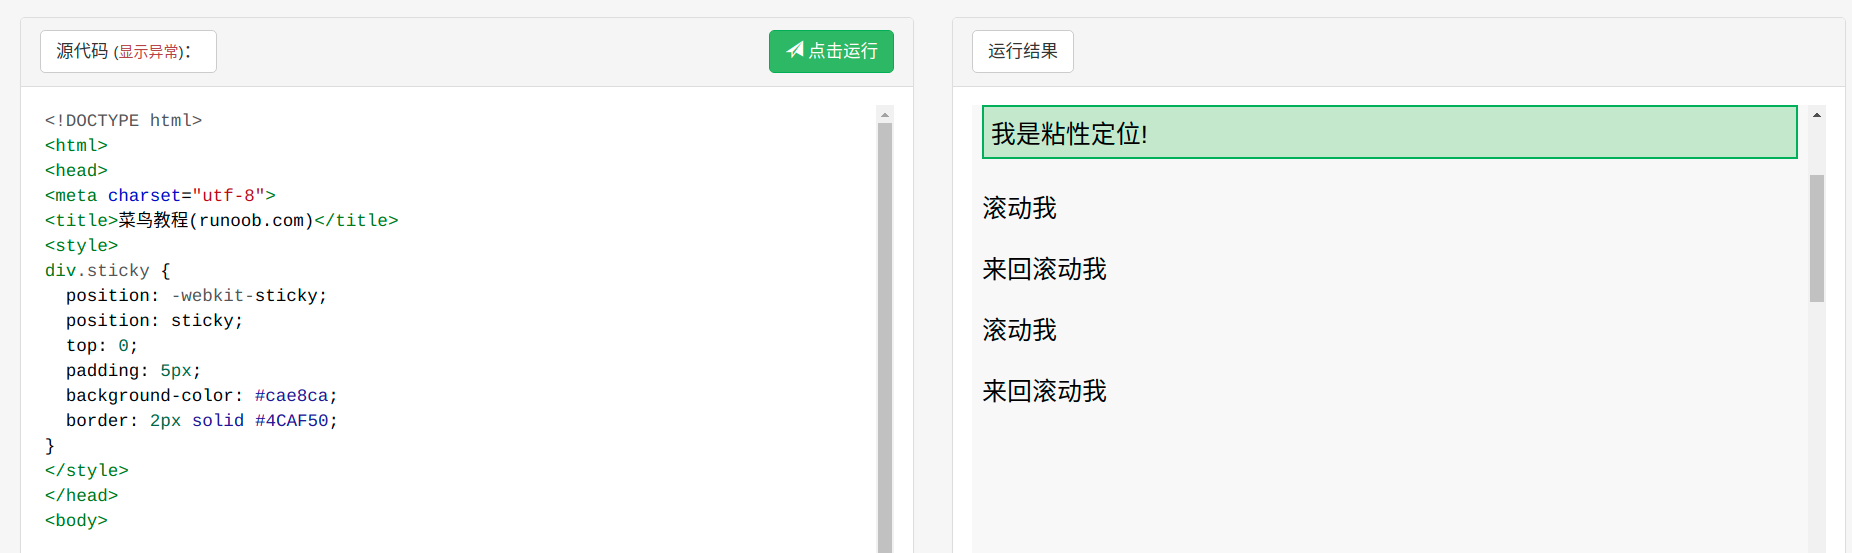 源代码 (显示异常)：
点击运行
<!DOCTYPE html>
<html>
<head>
<meta charset="utf-8">
<title>菜鸟教程(runoob.com)</title>
<style>
div.sticky {
  position: -webkit-sticky;
  position: sticky;
  top: 0;
  padding: 5px;
  background-color: #cae8ca;
  border: 2px solid #4CAF50;
}
</style>
</head>
<body>
运行结果
我是粘性定位!
滚动我
来回滚动我
滚动我
来回滚动我